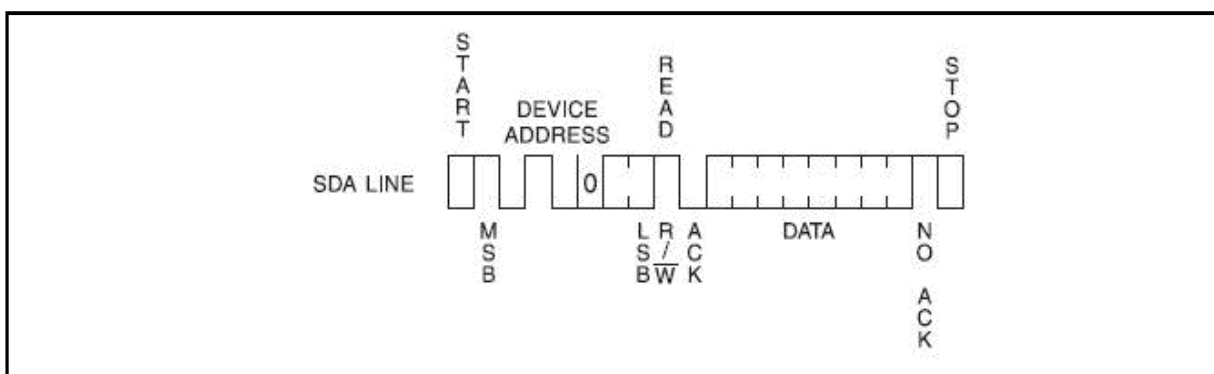 START
READ
STOP
DEVICE
ADDRESS
SDA LINE
0
MSB
LSB
R/W
ACK
DATA
NO ACK